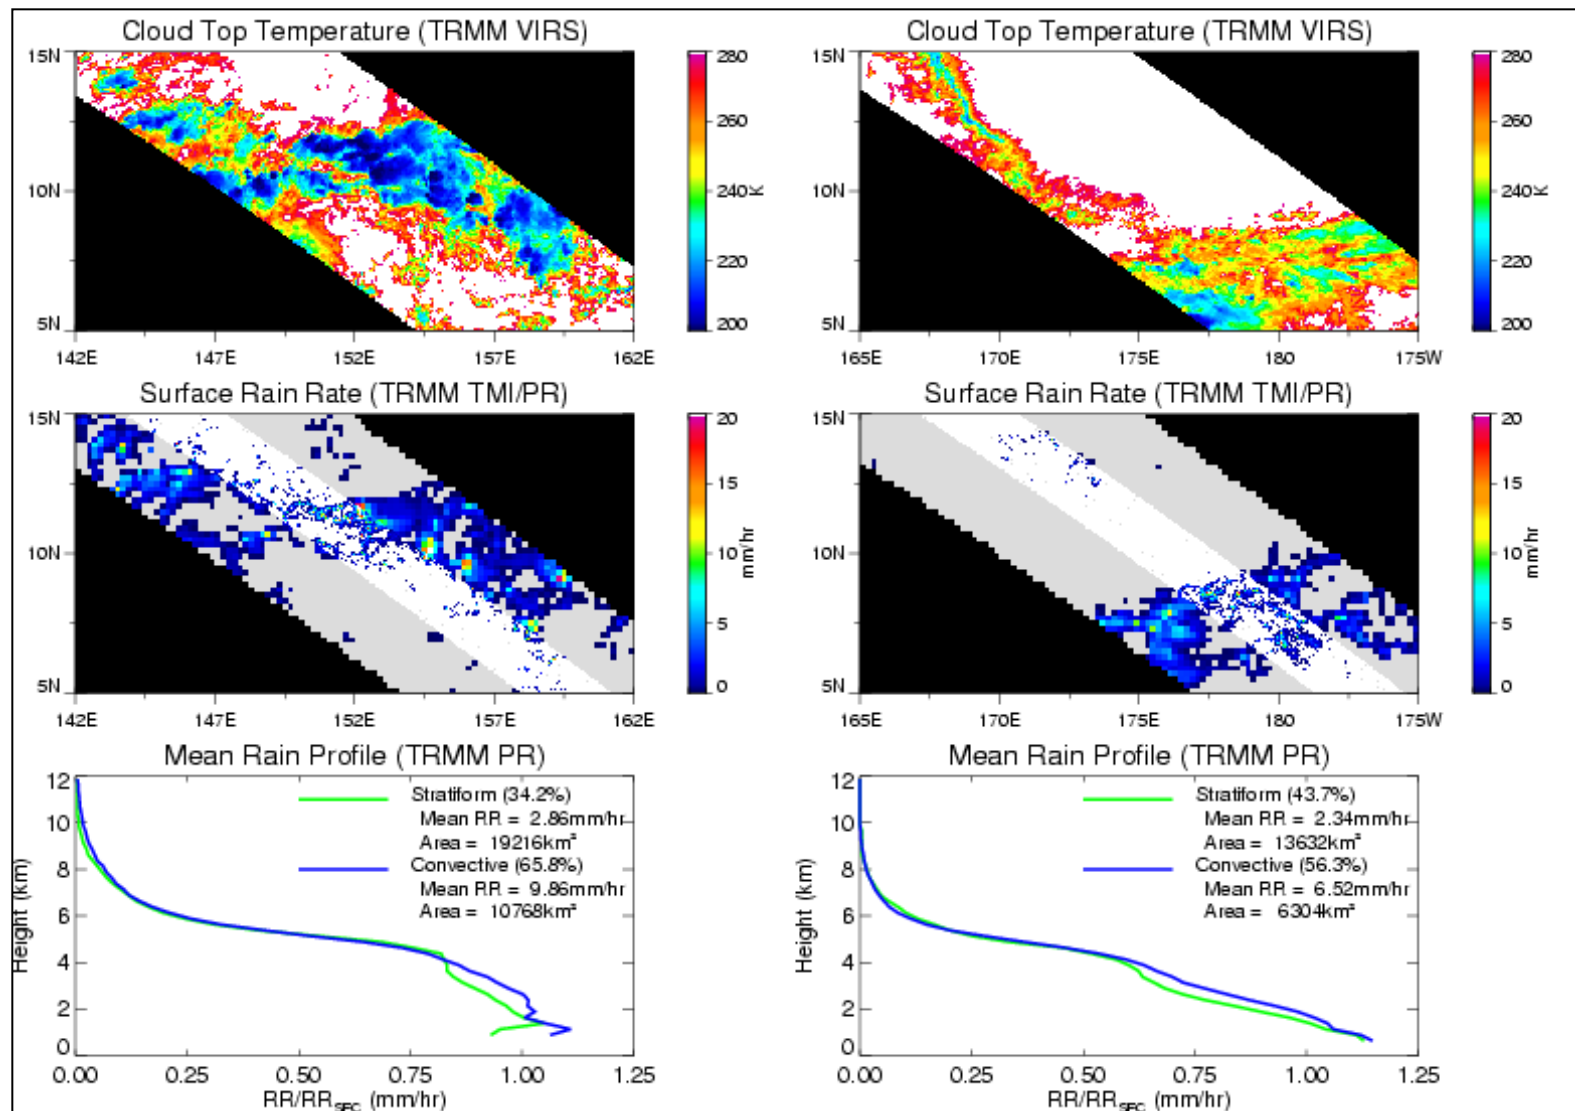 Cloud Top Temperature (TRMM VIRS)
15N
10N
5N
142E 147E 152E 157E 162E
280
260
240
220
200
K
Cloud Top Temperature (TRMM VIRS)
15N
10N
5N
165E 170E 175E 180 175W
280
260
240
220
200
K
Surface Rain Rate (TRMM TMI/PR)
15N
10N
5N
142E 147E 152E 157E 162E
20
15
10
5
0
mm/hr
Surface Rain Rate (TRMM TMI/PR)
15N
10N
5N
165E 170E 175E 180 175W
20
15
10
5
0
mm/hr
Mean Rain Profile (TRMM PR)
Height (km)
12
10
8
6
4
2
0
Stratiform (34.2%)
Mean RR = 2.86mm/hr
Area = 19216km²
Convective (65.8%)
Mean RR = 9.86mm/hr
Area = 10768km²
0.00 0.25 0.50 0.75 1.00 1.25
RR/RR_SFC (mm/hr)
Mean Rain Profile (TRMM PR)
Height (km)
12
10
8
6
4
2
0
Stratiform (43.7%)
Mean RR = 2.34mm/hr
Area = 13632km²
Convective (56.3%)
Mean RR = 6.52mm/hr
Area = 6304km²
0.00 0.25 0.50 0.75 1.00 1.25
RR/RR_SFC (mm/hr)